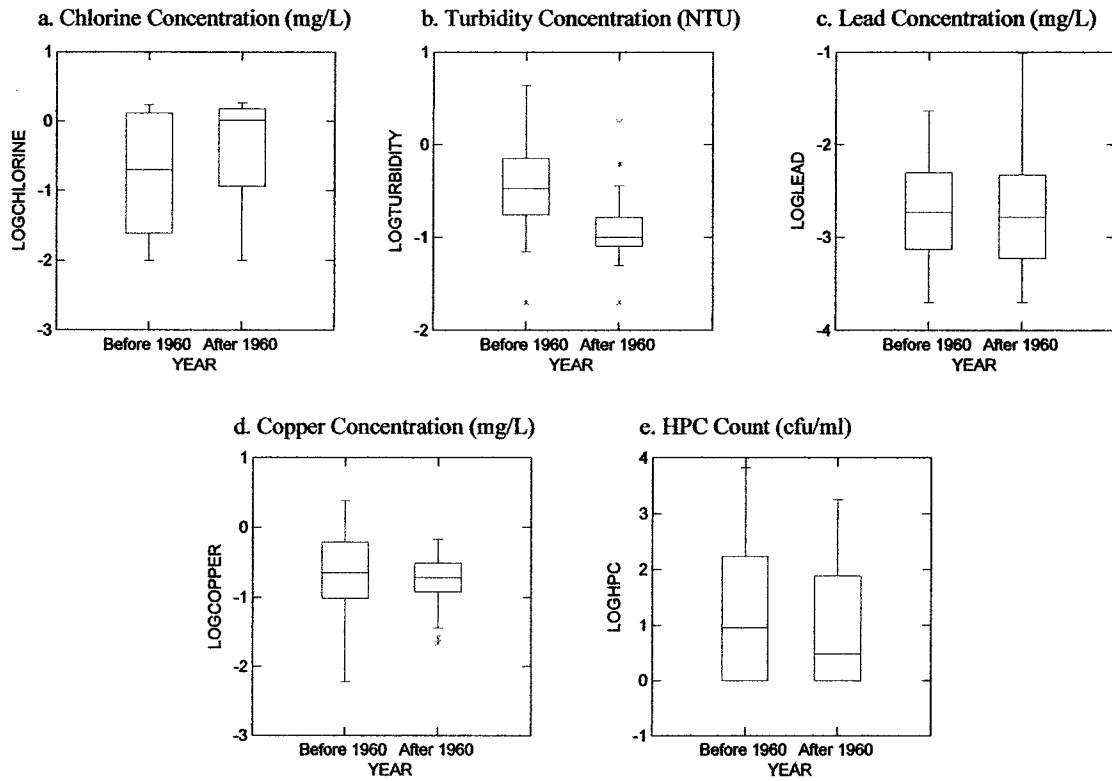 a. Chlorine Concentration (mg/L)
1
0
-1
-2
-3
LOGCHLORINE
Before 1960 After 1960
YEAR
b. Turbidity Concentration (NTU)
1
0
-1
-2
LOGTURBIDITY
Before 1960 After 1960
YEAR
c. Lead Concentration (mg/L)
-1
-2
-3
-4
LOGLEAD
Before 1960 After 1960
YEAR
d. Copper Concentration (mg/L)
1
0
-1
-2
-3
LOGCOPPER
Before 1960 After 1960
YEAR
e. HPC Count (cfu/ml)
4
3
2
1
0
-1
LOGHPC
Before 1960 After 1960
YEAR